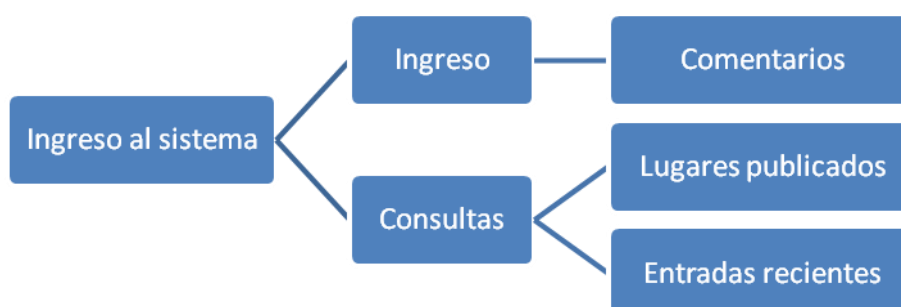 Ingreso al sistema
Ingreso
Comentarios
Consultas
Lugares publicados
Entradas recientes